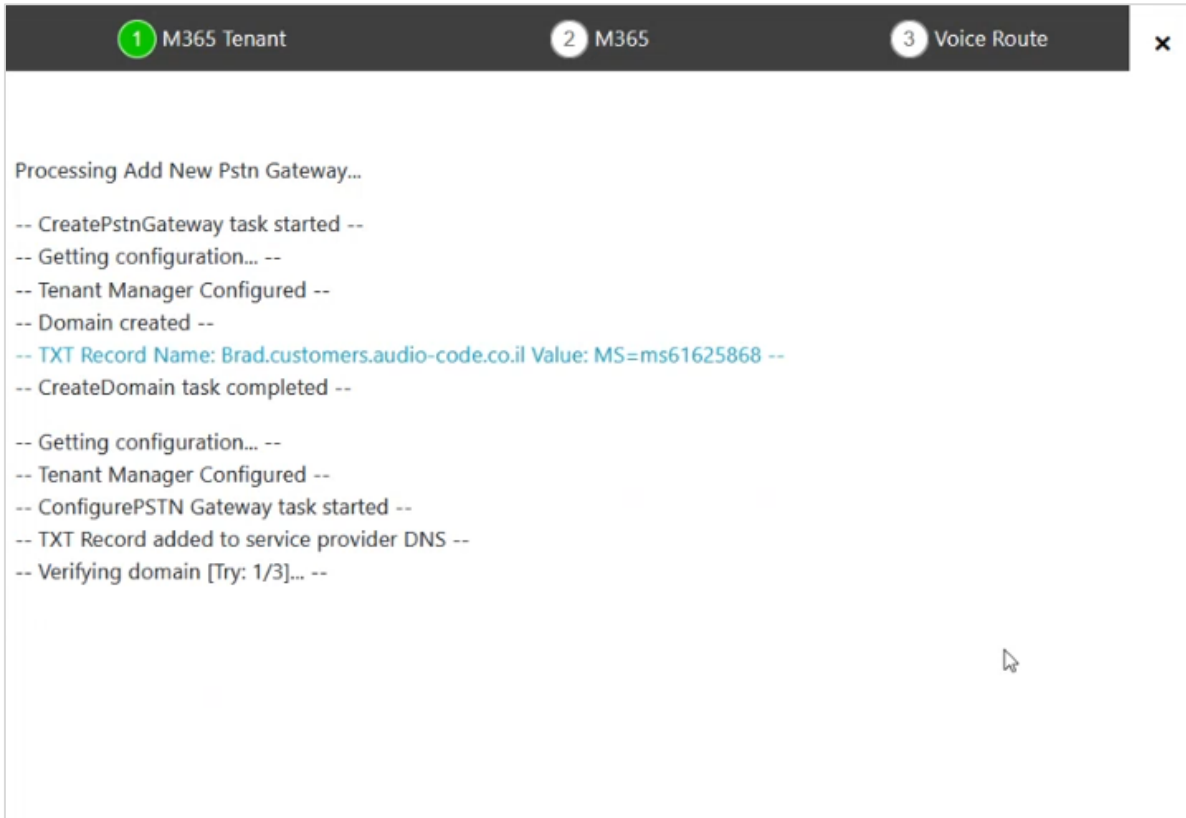 1 M365 Tenant 2 M365 3 Voice Route ×
Processing Add New Pstn Gateway...
-- CreatePstnGateway task started --
-- Getting configuration... --
-- Tenant Manager Configured --
-- Domain created --
-- TXT Record Name: Brad.customers.audio-code.co.il Value: MS=ms61625868 --
-- CreateDomain task completed --
-- Getting configuration... --
-- Tenant Manager Configured --
-- ConfigurePSTN Gateway task started --
-- TXT Record added to service provider DNS --
-- Verifying domain [Try: 1/3]... --